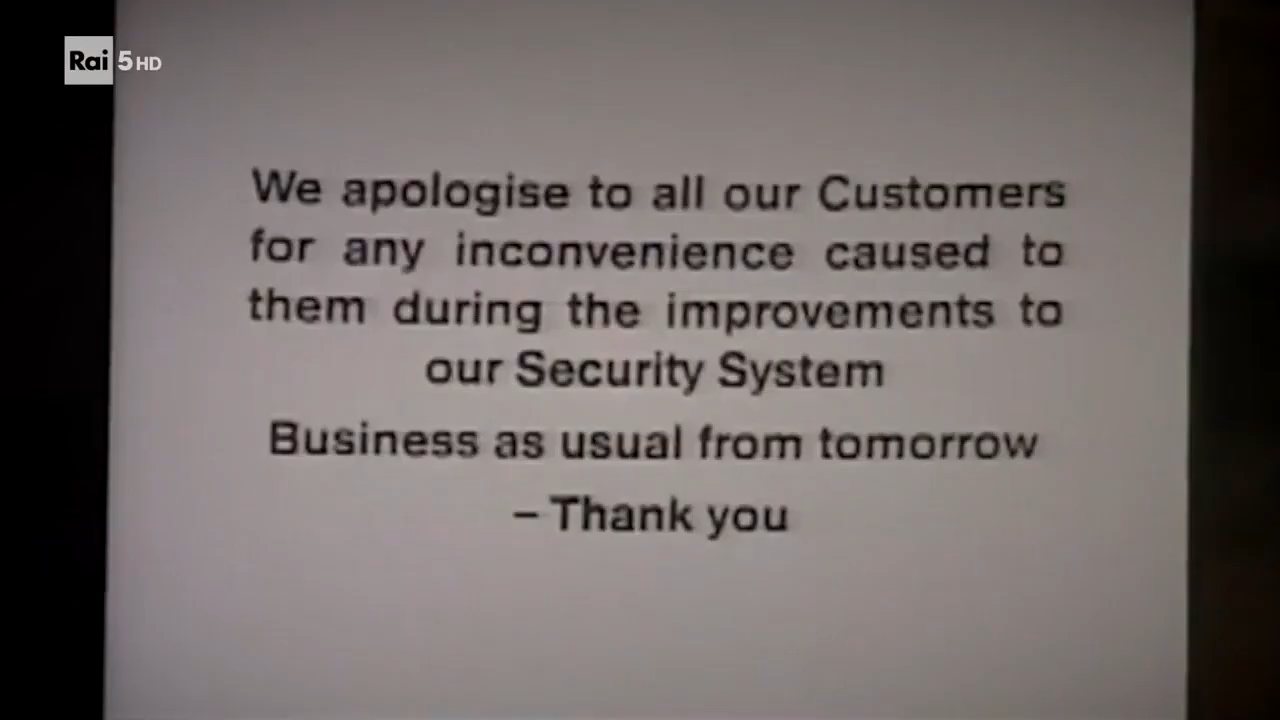 Rai 5HD
We apologise to all our Customers
for any inconvenience caused to
them during the improvements to
our Security System
Business as usual from tomorrow
– Thank you